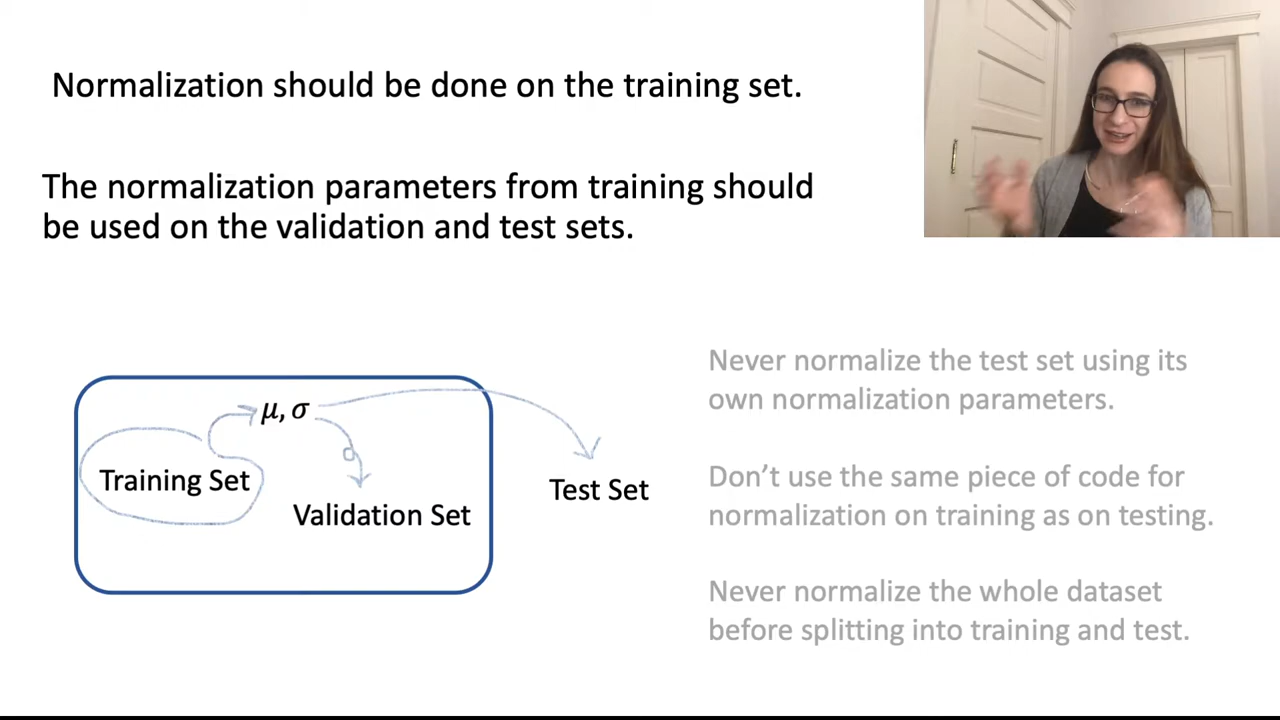 Normalization should be done on the training set.
The normalization parameters from training should
be used on the validation and test sets.
μ, σ
Training Set
Validation Set
Test Set
Never normalize the test set using its
own normalization parameters.
Don’t use the same piece of code for
normalization on training as on testing.
Never normalize the whole dataset
before splitting into training and test.